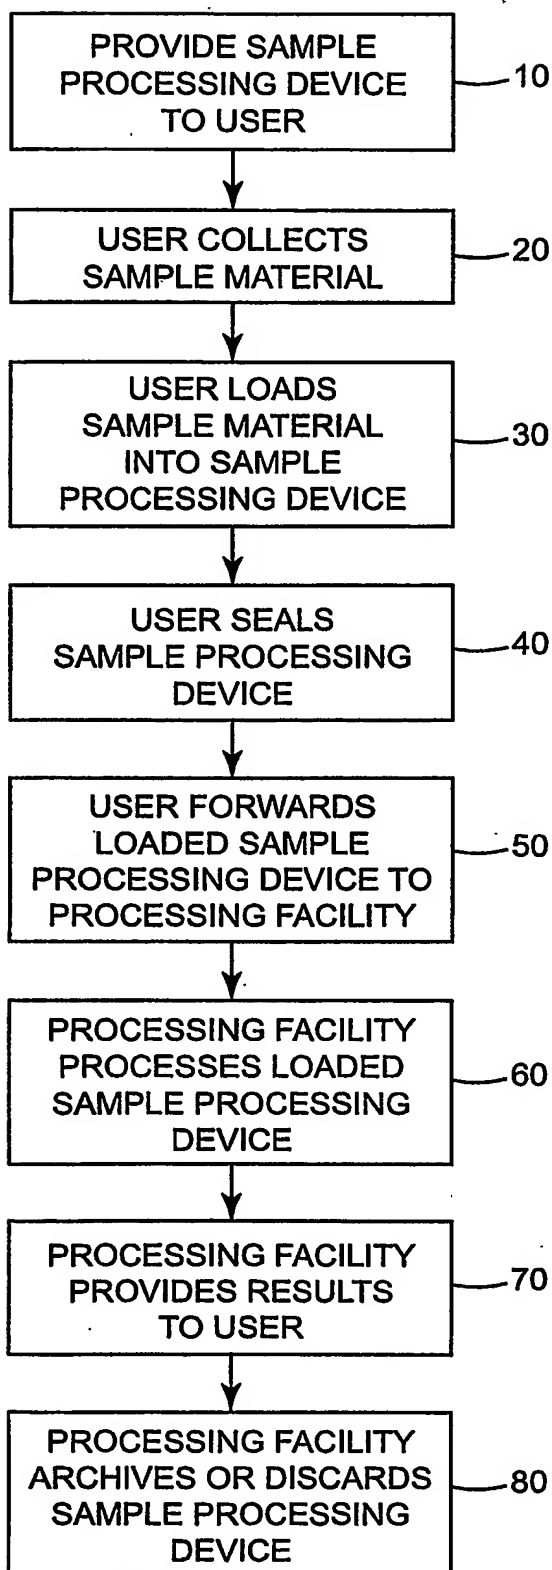 PROVIDE SAMPLE
PROCESSING DEVICE
TO USER
10
USER COLLECTS
SAMPLE MATERIAL
20
USER LOADS
SAMPLE MATERIAL
INTO SAMPLE
PROCESSING DEVICE
30
USER SEALS
SAMPLE PROCESSING
DEVICE
40
USER FORWARDS
LOADED SAMPLE
PROCESSING DEVICE TO
PROCESSING FACILITY
50
PROCESSING FACILITY
PROCESSES LOADED
SAMPLE PROCESSING
DEVICE
60
PROCESSING FACILITY
PROVIDES RESULTS
TO USER
70
PROCESSING FACILITY
ARCHIVES OR DISCARDS
SAMPLE PROCESSING
DEVICE
80